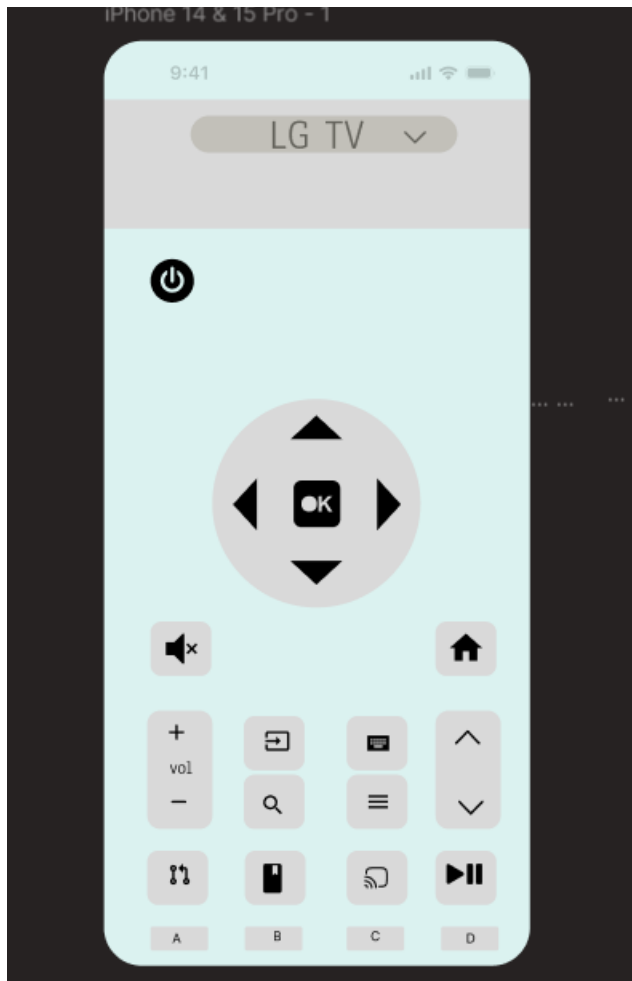 iPhone 14 & 15 Pro - 1
9:41
LG TV
... ... ...
OK
+
vol
−
A B C D